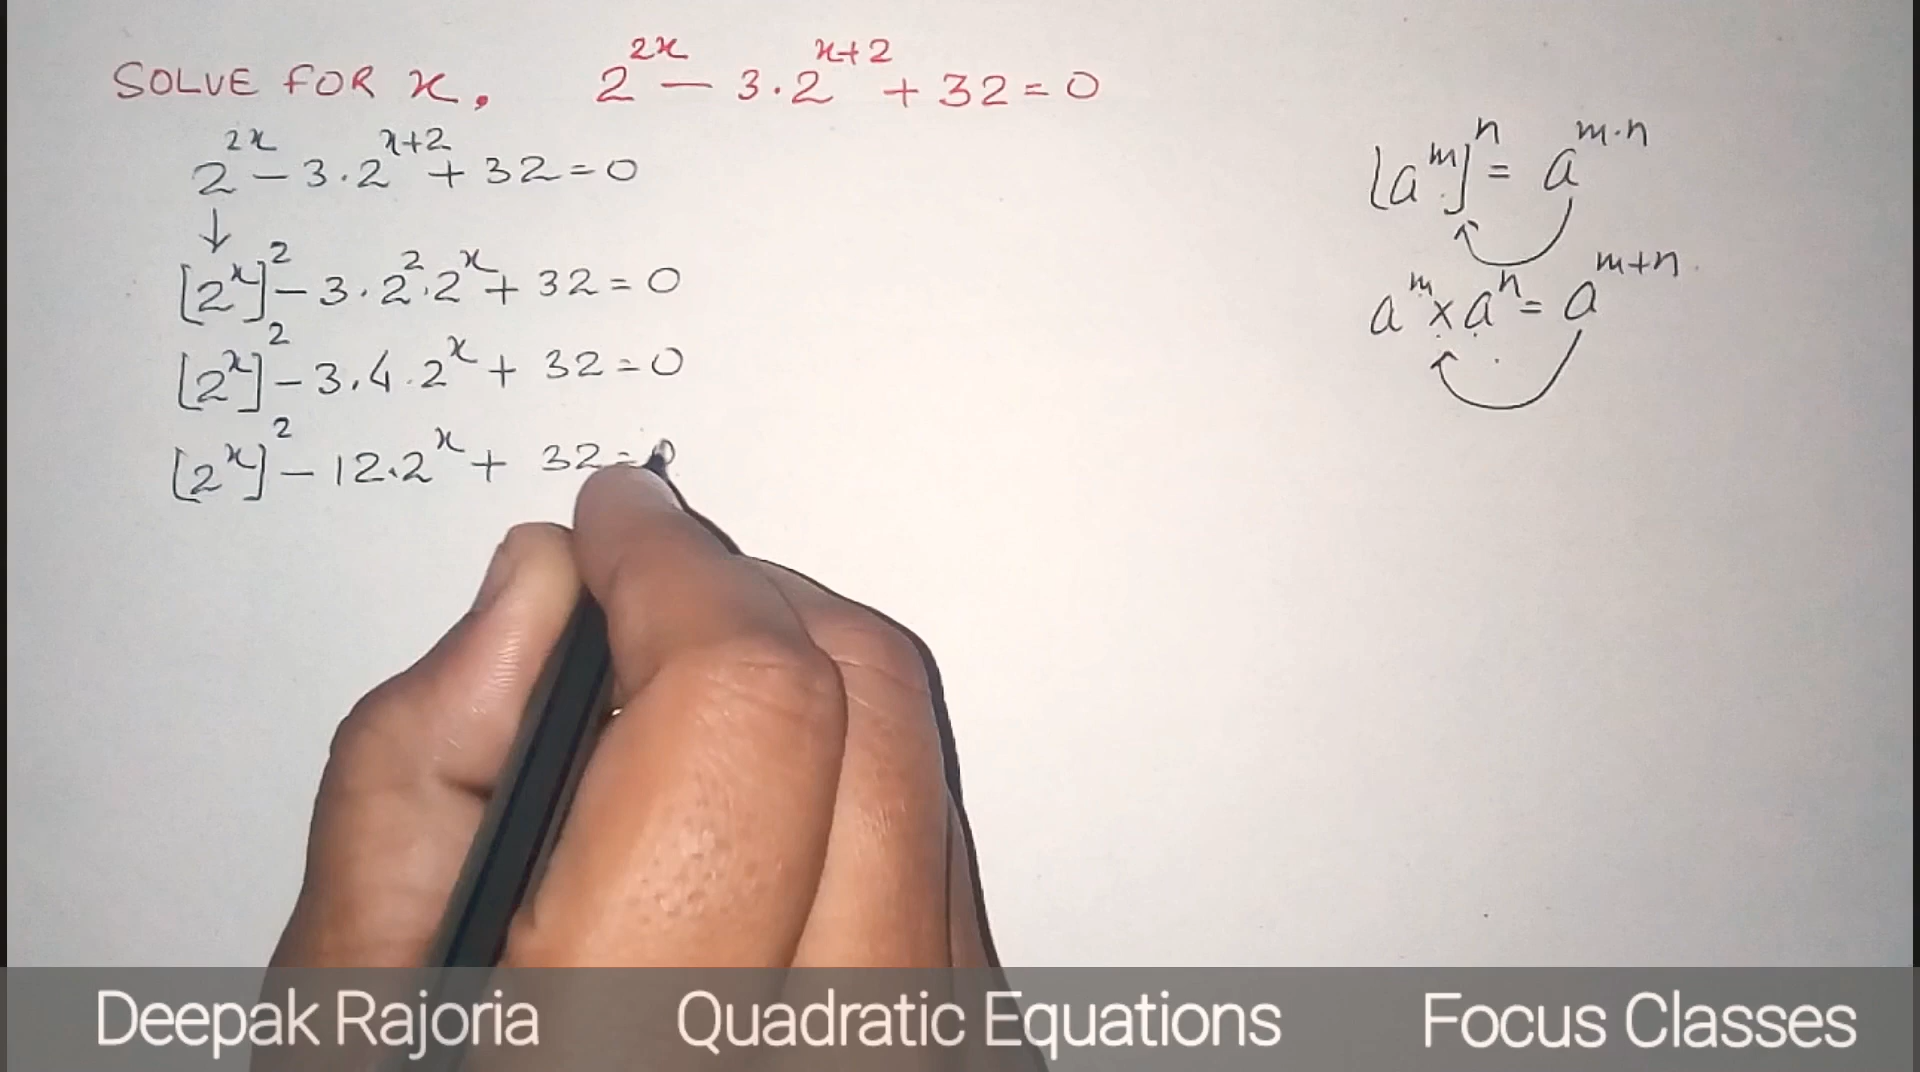 SOLVE FOR x. 2^{2x} - 3.2^{x+2} + 32 = 0
2^{2x} - 3.2^{x+2} + 32 = 0
↓
[2^x]^2 - 3.2^2.2^x + 32 = 0
[2^x]^2 - 3.4.2^x + 32 = 0
[2^x]^2 - 12.2^x + 32 = 0
[a^m]^n = a^{m.n}
a^m × a^n = a^{m+n}
Deepak Rajoria Quadratic Equations Focus Classes